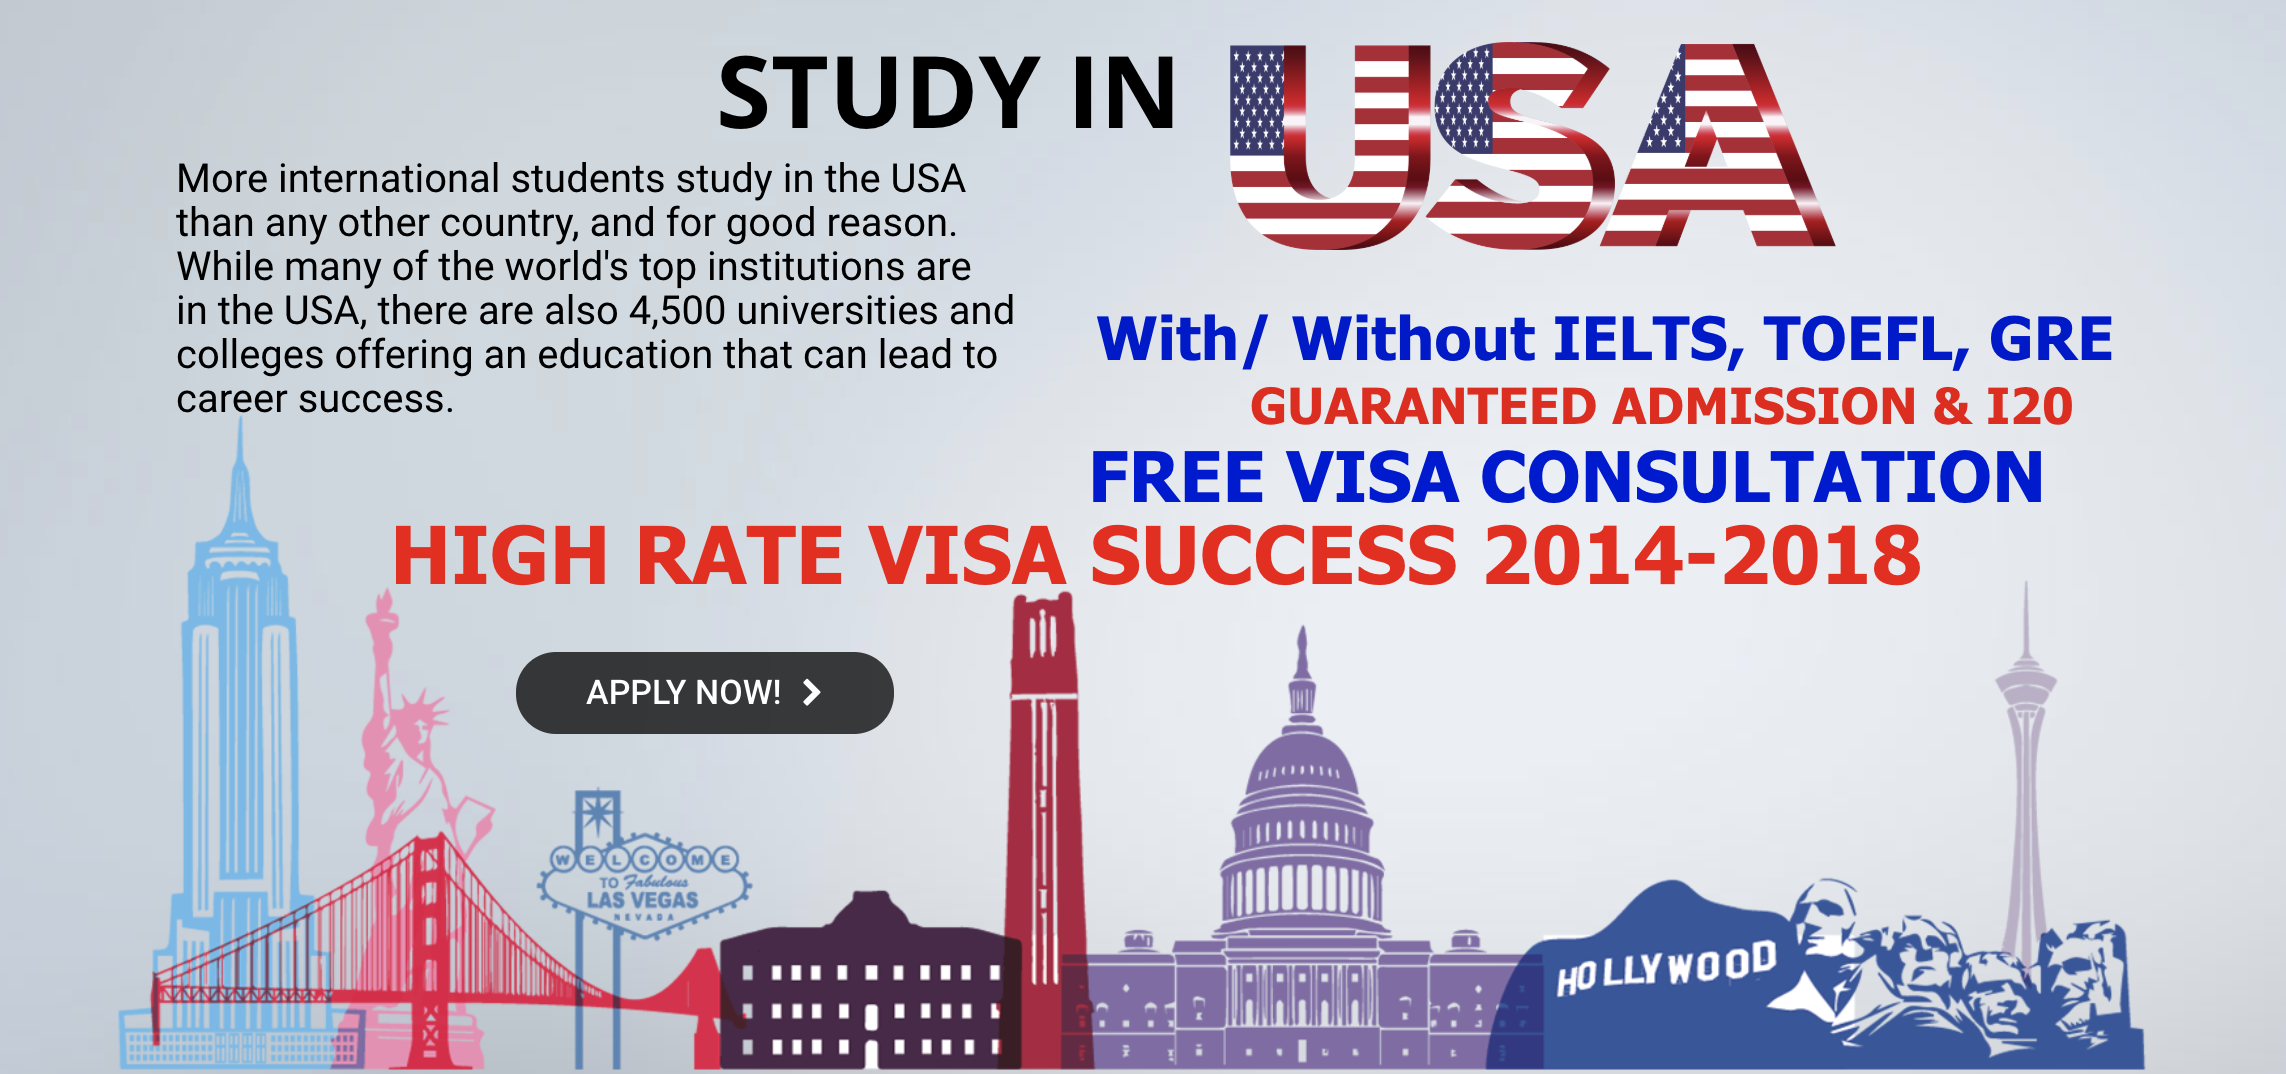 STUDY IN USA
More international students study in the USA
than any other country, and for good reason.
While many of the world's top institutions are
in the USA, there are also 4,500 universities and
colleges offering an education that can lead to
career success.
With/ Without IELTS, TOEFL, GRE
GUARANTEED ADMISSION & I20
FREE VISA CONSULTATION
HIGH RATE VISA SUCCESS 2014-2018
APPLY NOW!
WELCOME
TO Fabulous
LAS VEGAS
NEVADA
HOLLYWOOD